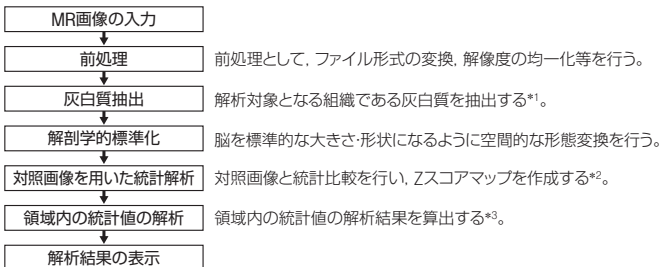 MR画像の入力
前処理 前処理として, ファイル形式の変換, 解像度の均一化等を行う。
灰白質抽出 解析対象となる組織である灰白質を抽出する*1。
解剖学的標準化 脳を標準的な大きさ・形状になるように空間的な形態変換を行う。
対照画像を用いた統計解析 対照画像と統計比較を行い, Zスコアマップを作成する*2。
領域内の統計値の解析 領域内の統計値の解析結果を算出する*3。
解析結果の表示